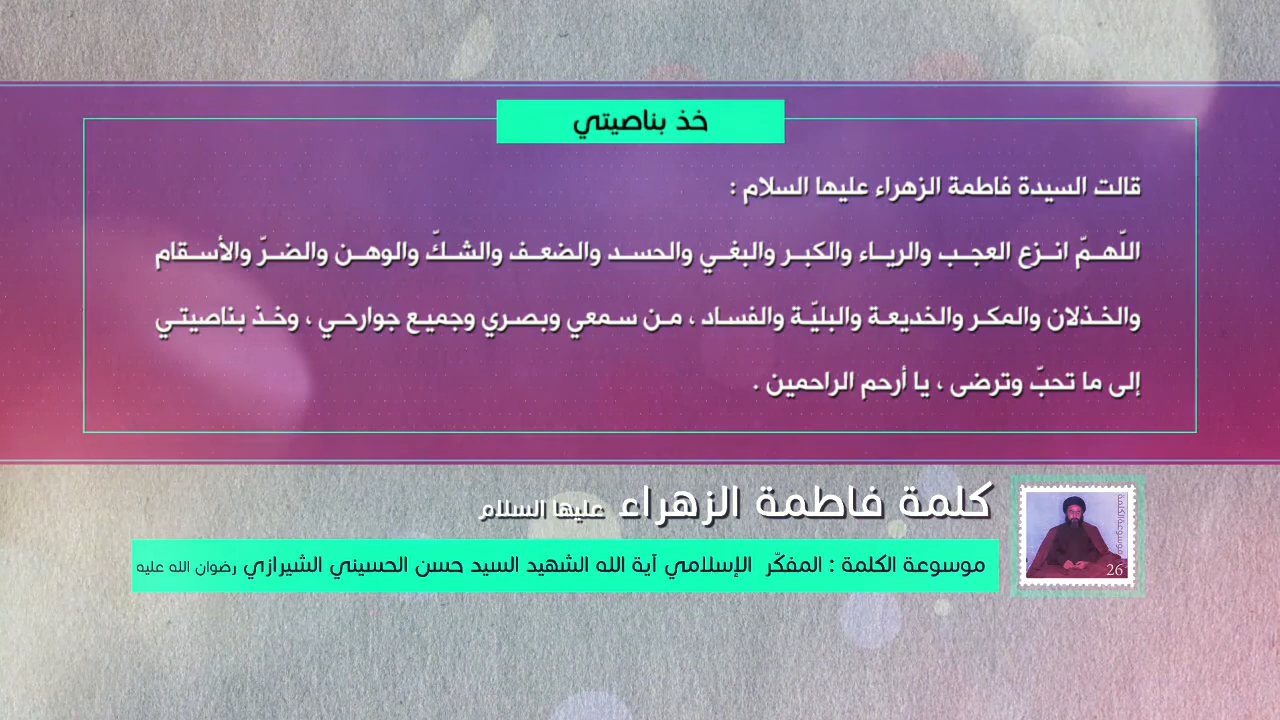 خذ بناصيتي
قالت السيدة فاطمة الزهراء عليها السلام :
اللّهمّ انزع العجب والرياء والكبر والبغي والحسد والضعف والشكّ والوهن والضرّ والأسقام
والخذلان والمكر والخديعة والبليّة والفساد ، من سمعي وبصري وجميع جوارحي ، وخذ بناصيتي
إلى ما تحبّ وترضى ، يا أرحم الراحمين .
كلمة فاطمة الزهراء عليها السلام
موسوعة الكلمة : المفكّر الإسلامي آية الله الشهيد السيد حسن الحسيني الشيرازي رضوان الله عليه
موسوعة الكلمة
26